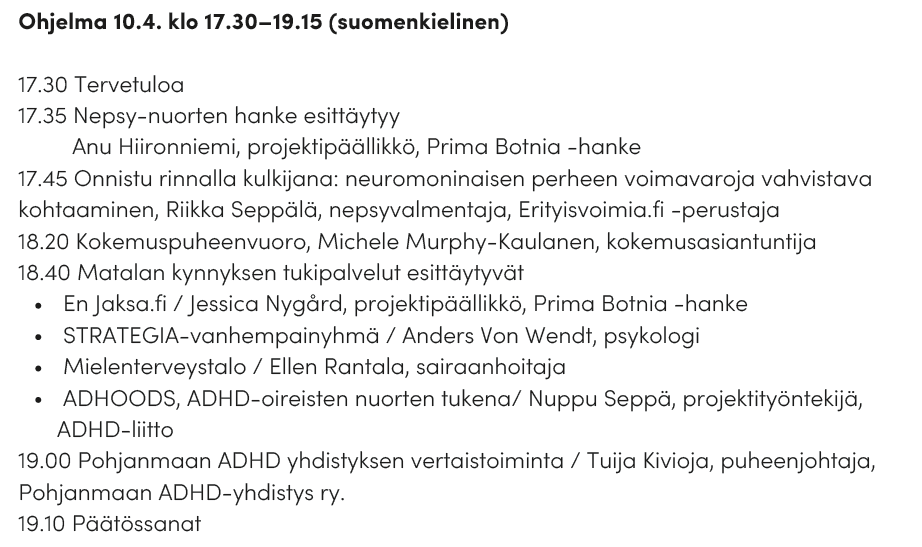 Ohjelma 10.4. klo 17.30–19.15 (suomenkielinen)
17.30 Tervetuloa
17.35 Nepsy-nuorten hanke esittäytyy
Anu Hiironniemi, projektipäällikkö, Prima Botnia -hanke
17.45 Onnistu rinnalla kulkijana: neuromoninaisen perheen voimavaroja vahvistava
kohtaaminen, Riikka Seppälä, nepsyvalmentaja, Erityisvoimia.fi -perustaja
18.20 Kokemuspuheenvuoro, Michele Murphy-Kaulanen, kokemusasiantuntija
18.40 Matalan kynnyksen tukipalvelut esittäytyvät
• En Jaksa.fi / Jessica Nygård, projektipäällikkö, Prima Botnia -hanke
• STRATEGIA-vanhempainyhmä / Anders Von Wendt, psykologi
• Mielenterveystalo / Ellen Rantala, sairaanhoitaja
• ADHOODS, ADHD-oireisten nuorten tukena/ Nuppu Seppä, projektityöntekijä,
ADHD-liitto
19.00 Pohjanmaan ADHD yhdistyksen vertaistoiminta / Tuija Kivioja, puheenjohtaja,
Pohjanmaan ADHD-yhdistys ry.
19.10 Päätössanat